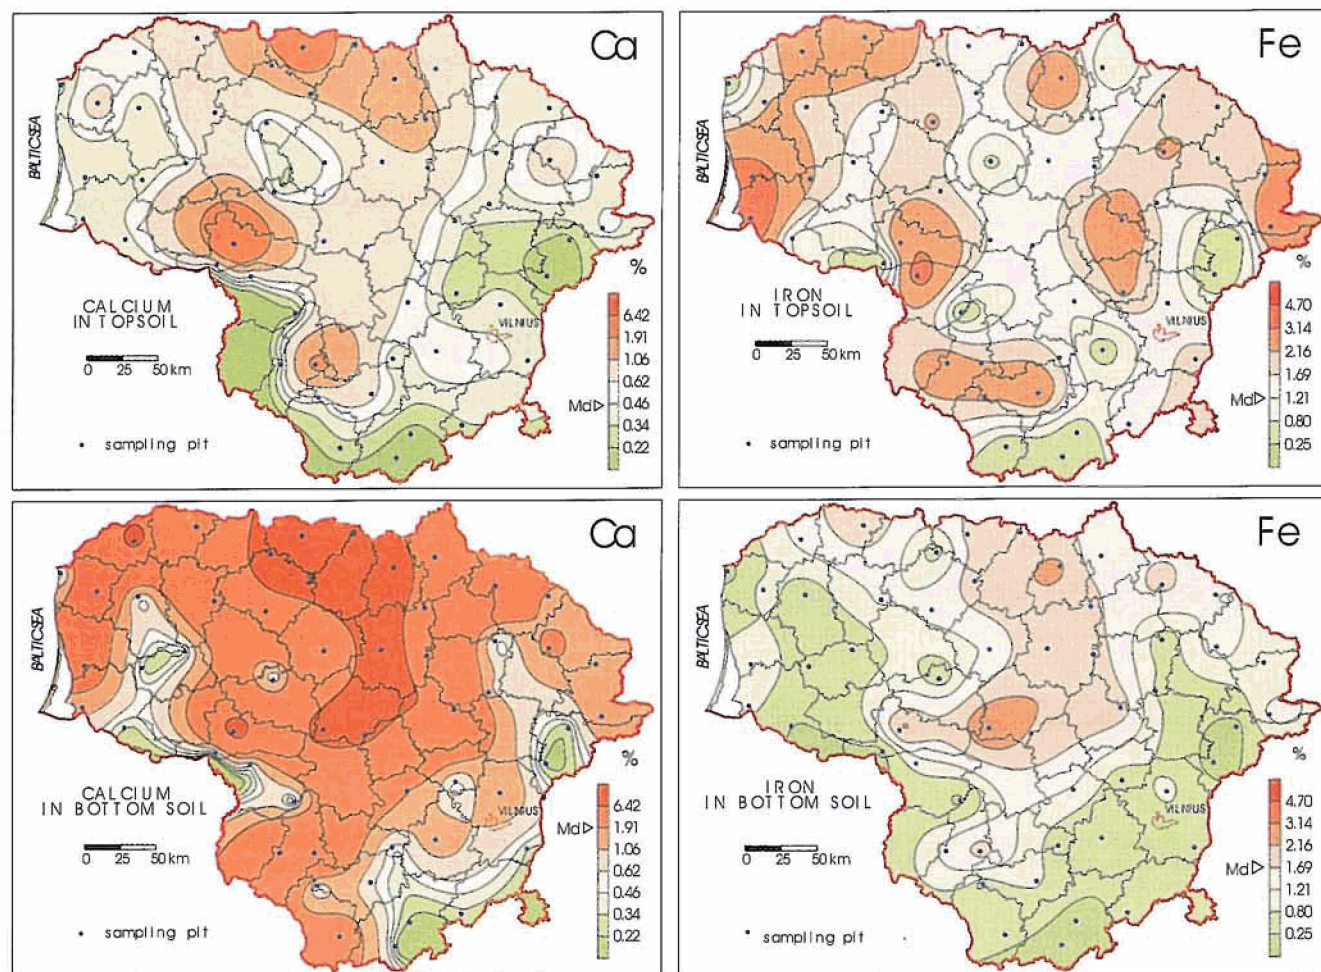 Ca
BALTIC SEA
%
CALCIUM
IN TOPSOIL
VILNIUS
6.42
1.91
1.06
0.62
Md 0.46
0.34
0.22
0 25 50 km
sampling pit
Fe
BALTIC SEA
%
IRON
IN TOPSOIL
VILNIUS
4.70
3.14
2.16
1.69
Md 1.21
0.80
0.25
0 25 50 km
sampling pit
Ca
BALTIC SEA
%
CALCIUM
IN BOTTOM SOIL
VILNIUS
6.42
Md 1.91
1.06
0.62
0.46
0.34
0.22
0 25 50 km
sampling pit
Fe
BALTIC SEA
%
IRON
IN BOTTOM SOIL
VILNIUS
4.70
3.14
2.16
Md 1.69
1.21
0.80
0.25
0 25 50 km
sampling pit